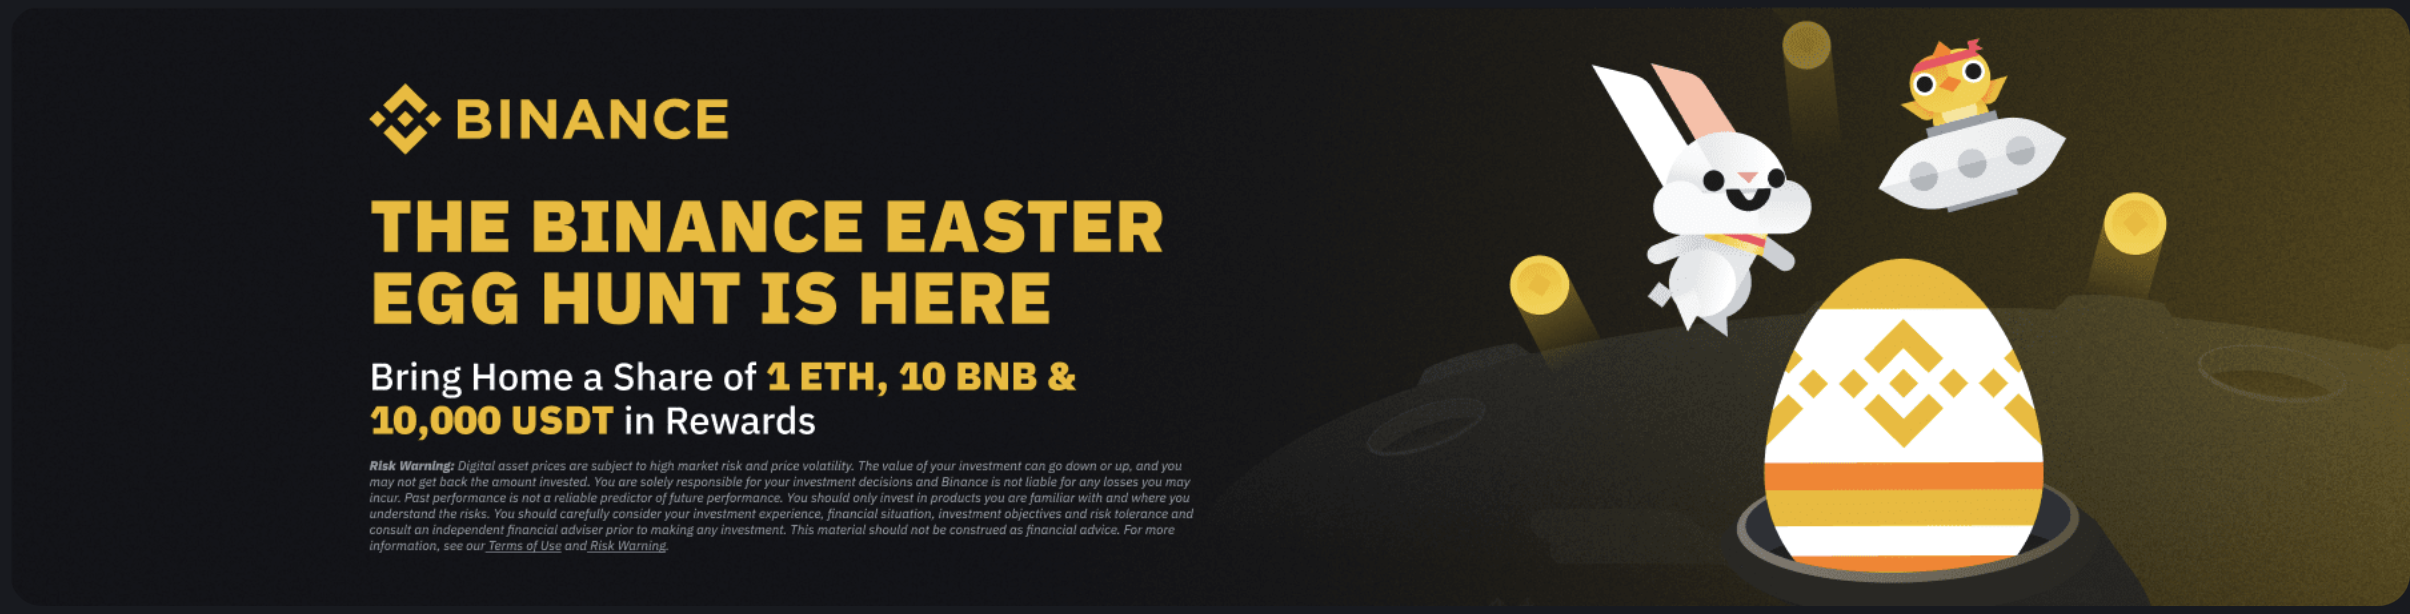 BINANCE
THE BINANCE EASTER
EGG HUNT IS HERE
Bring Home a Share of 1 ETH, 10 BNB &
10,000 USDT in Rewards
Risk Warning: Digital asset prices are subject to high market risk and price volatility. The value of your investment can go down or up, and you
may not get back the amount invested. You are solely responsible for your investment decisions and Binance is not liable for any losses you may
incur. Past performance is not a reliable predictor of future performance. You should only invest in products you are familiar with and where you
understand the risks. You should carefully consider your investment experience, financial situation, investment objectives and risk tolerance and
consult an independent financial adviser prior to making any investment. This material should not be construed as financial advice. For more
information, see our Terms of Use and Risk Warning.